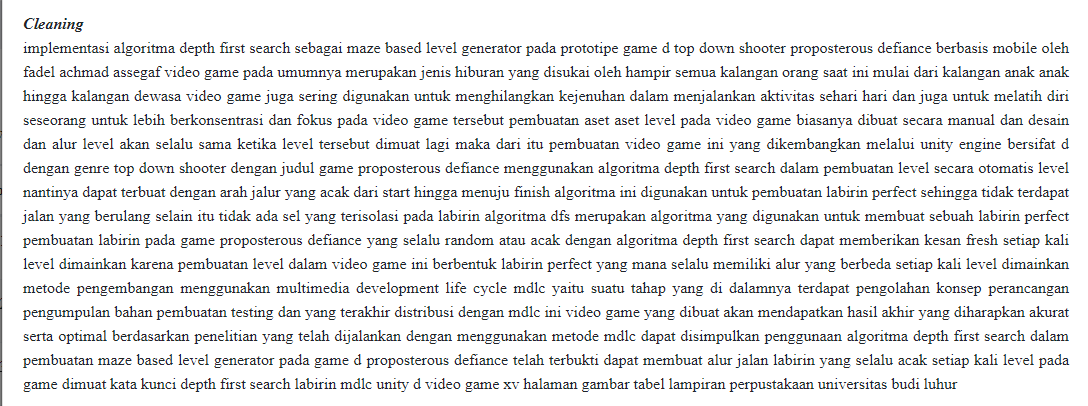 Cleaning
implementasi algoritma depth first search sebagai maze based level generator pada prototipe game d top down shooter proposterous defiance berbasis mobile oleh
fadel achmad assegaf video game pada umumnya merupakan jenis hiburan yang disukai oleh hampir semua kalangan orang saat ini mulai dari kalangan anak anak
hingga kalangan dewasa video game juga sering digunakan untuk menghilangkan kejenuhan dalam menjalankan aktivitas sehari hari dan juga untuk melatih diri
seseorang untuk lebih berkonsentrasi dan fokus pada video game tersebut pembuatan aset aset level pada video game biasanya dibuat secara manual dan desain
dan alur level akan selalu sama ketika level tersebut dimuat lagi maka dari itu pembuatan video game ini yang dikembangkan melalui unity engine bersifat d
dengan genre top down shooter dengan judul game proposterous defiance menggunakan algoritma depth first search dalam pembuatan level secara otomatis level
nantinya dapat terbuat dengan arah jalur yang acak dari start hingga menuju finish algoritma ini digunakan untuk pembuatan labirin perfect sehingga tidak terdapat
jalan yang berulang selain itu tidak ada sel yang terisolasi pada labirin algoritma dfs merupakan algoritma yang digunakan untuk membuat sebuah labirin perfect
pembuatan labirin pada game proposterous defiance yang selalu random atau acak dengan algoritma depth first search dapat memberikan kesan fresh setiap kali
level dimainkan karena pembuatan level dalam video game ini berbentuk labirin perfect yang mana selalu memiliki alur yang berbeda setiap kali level dimainkan
metode pengembangan menggunakan multimedia development life cycle mdlc yaitu suatu tahap yang di dalamnya terdapat pengolahan konsep perancangan
pengumpulan bahan pembuatan testing dan yang terakhir distribusi dengan mdlc ini video game yang dibuat akan mendapatkan hasil akhir yang diharapkan akurat
serta optimal berdasarkan penelitian yang telah dijalankan dengan menggunakan metode mdlc dapat disimpulkan penggunaan algoritma depth first search dalam
pembuatan maze based level generator pada game d proposterous defiance telah terbukti dapat membuat alur jalan labirin yang selalu acak setiap kali level pada
game dimuat kata kunci depth first search labirin mdlc unity d video game xv halaman gambar tabel lampiran perpustakaan universitas budi luhur